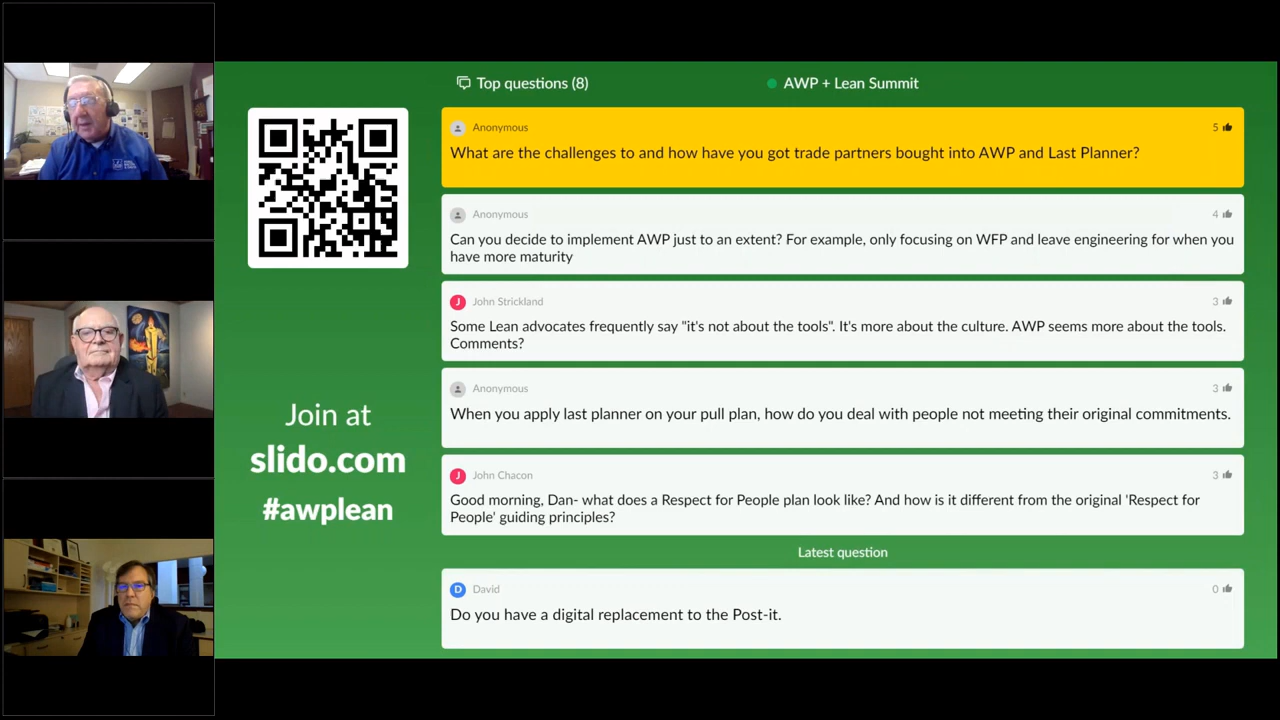 Top questions (8)
AWP + Lean Summit
Anonymous
5
What are the challenges to and how have you got trade partners bought into AWP and Last Planner?
Anonymous
4
Can you decide to implement AWP just to an extent? For example, only focusing on WFP and leave engineering for when you
have more maturity
J
John Strickland
3
Some Lean advocates frequently say "it's not about the tools". It's more about the culture. AWP seems more about the tools.
Comments?
Anonymous
3
When you apply last planner on your pull plan, how do you deal with people not meeting their original commitments.
J
John Chacon
3
Good morning, Dan- what does a Respect for People plan look like? And how is it different from the original 'Respect for
People' guiding principles?
Latest question
D
David
0
Do you have a digital replacement to the Post-it.
Join at
slido.com
#awplean